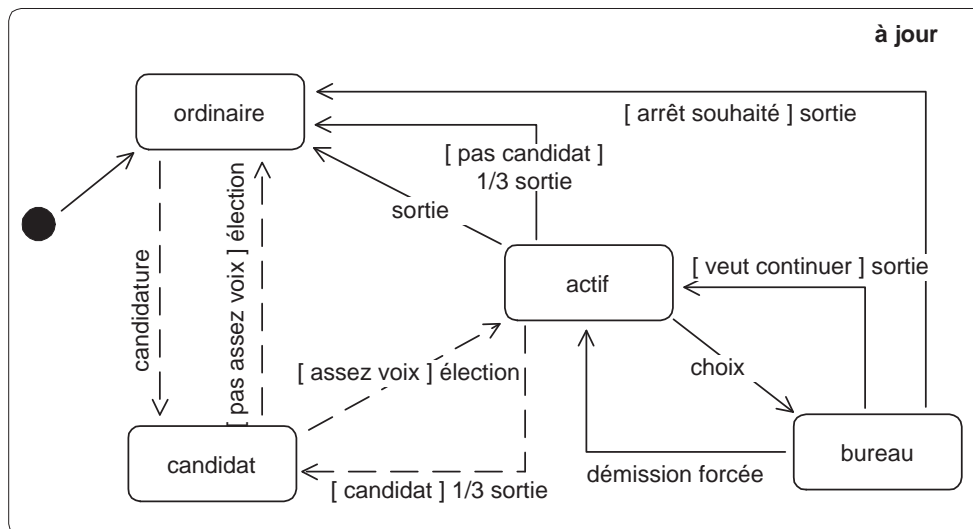 à jour
ordinaire
[ arrêt souhaité ] sortie
[ pas candidat ]
1/3 sortie
sortie
candidature
[ pas assez voix ] élection
actif
[ veut continuer ] sortie
[ assez voix ] élection
choix
candidat
bureau
démission forcée
[ candidat ] 1/3 sortie